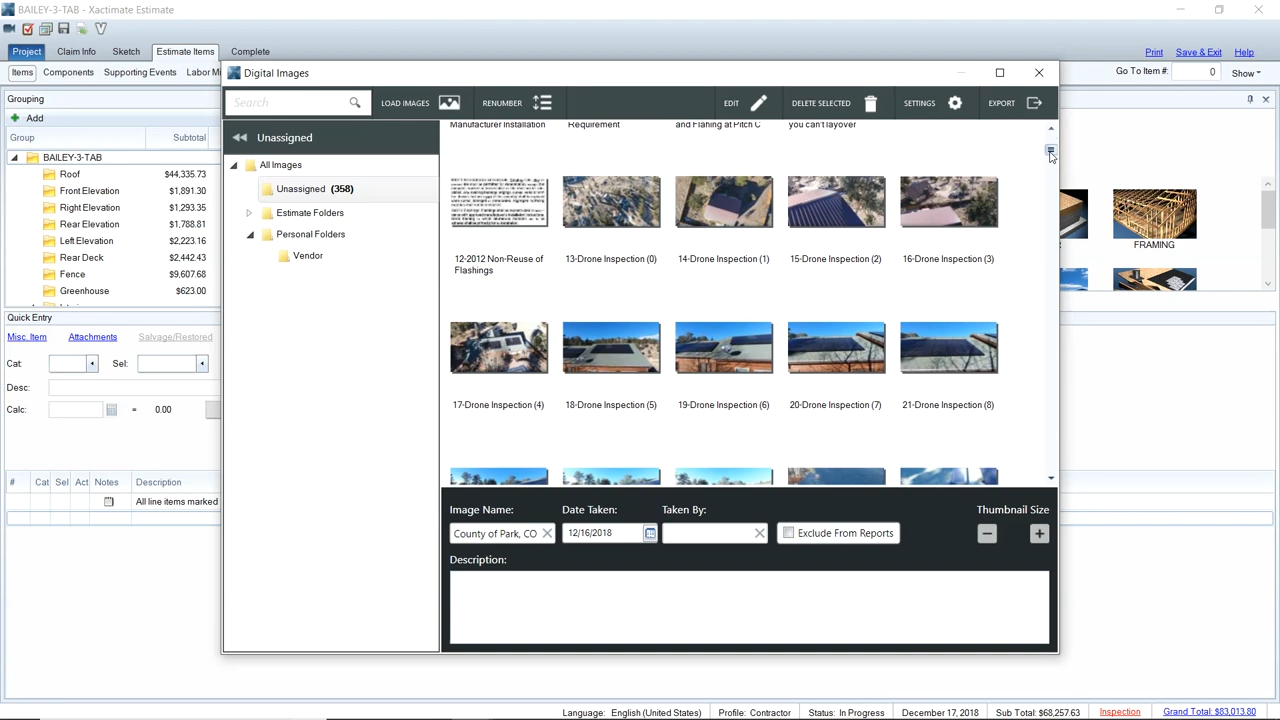 BAILEY-3-TAB - Xactimate Estimate
Project Claim Info Sketch Estimate Items Complete
Print Save & Exit Help
Items Components Supporting Events Labor Mi
Go To Item #: 0 Show
Grouping
Add
Group Subtotal
BAILEY-3-TAB
Roof $44,335.73
Front Elevation $1,891.30
Right Elevation $1,293.35
Rear Elevation $1,788.81
Left Elevation $2,223.16
Rear Deck $2,442.43
Fence $9,607.68
Greenhouse $623.00
Quick Entry
Misc. Item Attachments Salvage/Restored
Cat: Sel:
Desc:
Calc: = 0.00
# Cat Sel Act Notes Description
All line items marked
Digital Images
Search LOAD IMAGES RENUMBER EDIT DELETE SELECTED SETTINGS EXPORT
Unassigned
All Images
Unassigned (358)
Estimate Folders
Personal Folders
Vendor
Manufacturer Installation Requirement and Flahing at Pitch C you can't layover
12-2012 Non-Reuse of Flashings
13-Drone Inspection (0)
14-Drone Inspection (1)
15-Drone Inspection (2)
16-Drone Inspection (3)
17-Drone Inspection (4)
18-Drone Inspection (5)
19-Drone Inspection (6)
20-Drone Inspection (7)
21-Drone Inspection (8)
Image Name: Date Taken: Taken By: Thumbnail Size
County of Park, CO 12/16/2018 Exclude From Reports
Description:
FRAMING
Language: English (United States) Profile: Contractor Status: In Progress December 17, 2018 Sub Total: $68,257.63 Inspection Grand Total: $83,013.80